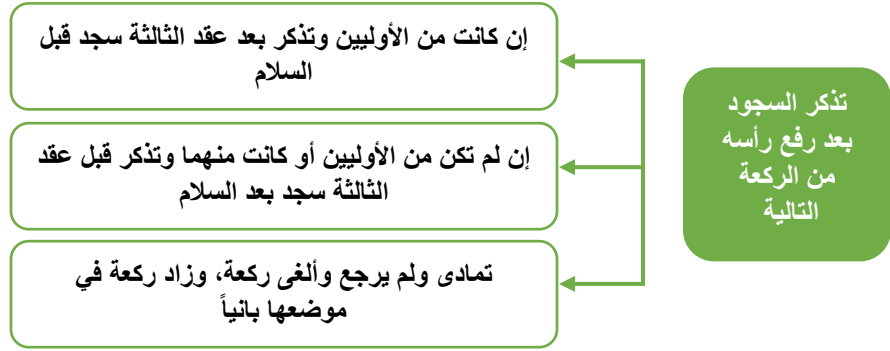 تذكر السجود
بعد رفع رأسه
من الركعة
التالية
إن كانت من الأوليين وتذكر بعد عقد الثالثة سجد قبل
السلام
إن لم تكن من الأوليين أو كانت منهما وتذكر قبل عقد
الثالثة سجد بعد السلام
تمادى ولم يرجع وألغى ركعة، وزاد ركعة في
موضعها بانياً